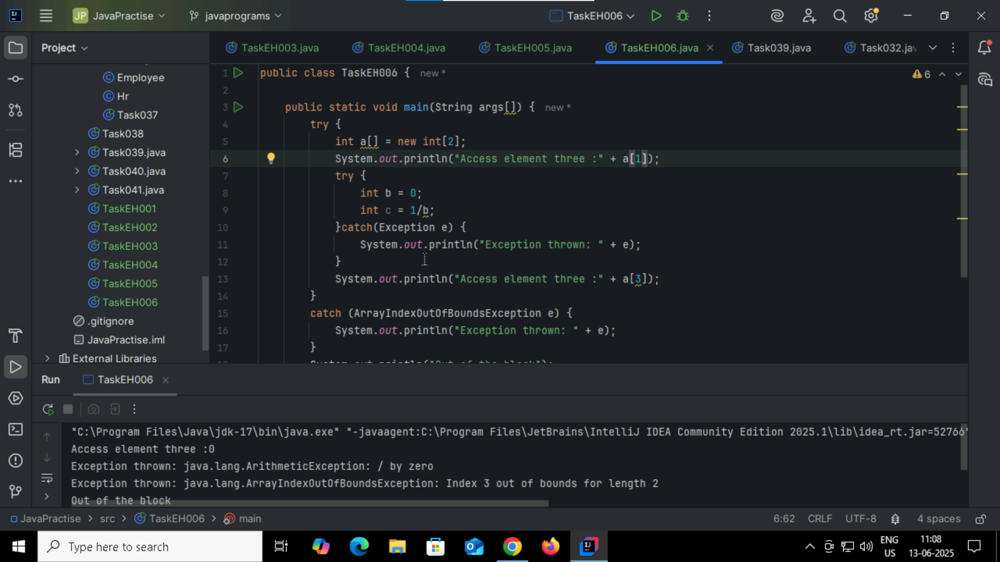 JP JavaPractise
javaprograms
TaskEH006
Project
TaskEH003.java
TaskEH004.java
TaskEH005.java
TaskEH006.java
Task039.java
Task032.jav
Employee
Hr
Task037
Task038
Task039.java
Task040.java
Task041.java
TaskEH001
TaskEH002
TaskEH003
TaskEH004
TaskEH005
TaskEH006
.gitignore
JavaPractise.iml
External Libraries
6
1 public class TaskEH006 { new *
2
3 public static void main(String args[]) { new *
4 try {
5 int a[] = new int[2];
6 System.out.println("Access element three :" + a[1]);
7 try {
8 int b = 0;
9 int c = 1/b;
10 }catch(Exception e) {
11 System.out.println("Exception thrown: " + e);
12 }
13 System.out.println("Access element three :" + a[3]);
14 }
15 catch (ArrayIndexOutOfBoundsException e) {
16 System.out.println("Exception thrown: " + e);
17 }
System.out.println("Out of the block");
Run
TaskEH006
"C:\Program Files\Java\jdk-17\bin\java.exe" "-javaagent:C:\Program Files\JetBrains\IntelliJ IDEA Community Edition 2025.1\lib\idea_rt.jar=52766"
Access element three :0
Exception thrown: java.lang.ArithmeticException: / by zero
Exception thrown: java.lang.ArrayIndexOutOfBoundsException: Index 3 out of bounds for length 2
Out of the block
JavaPractise > src > TaskEH006 > main
6:62 CRLF UTF-8 4 spaces
Type here to search
ENG
US
11:08
13-06-2025